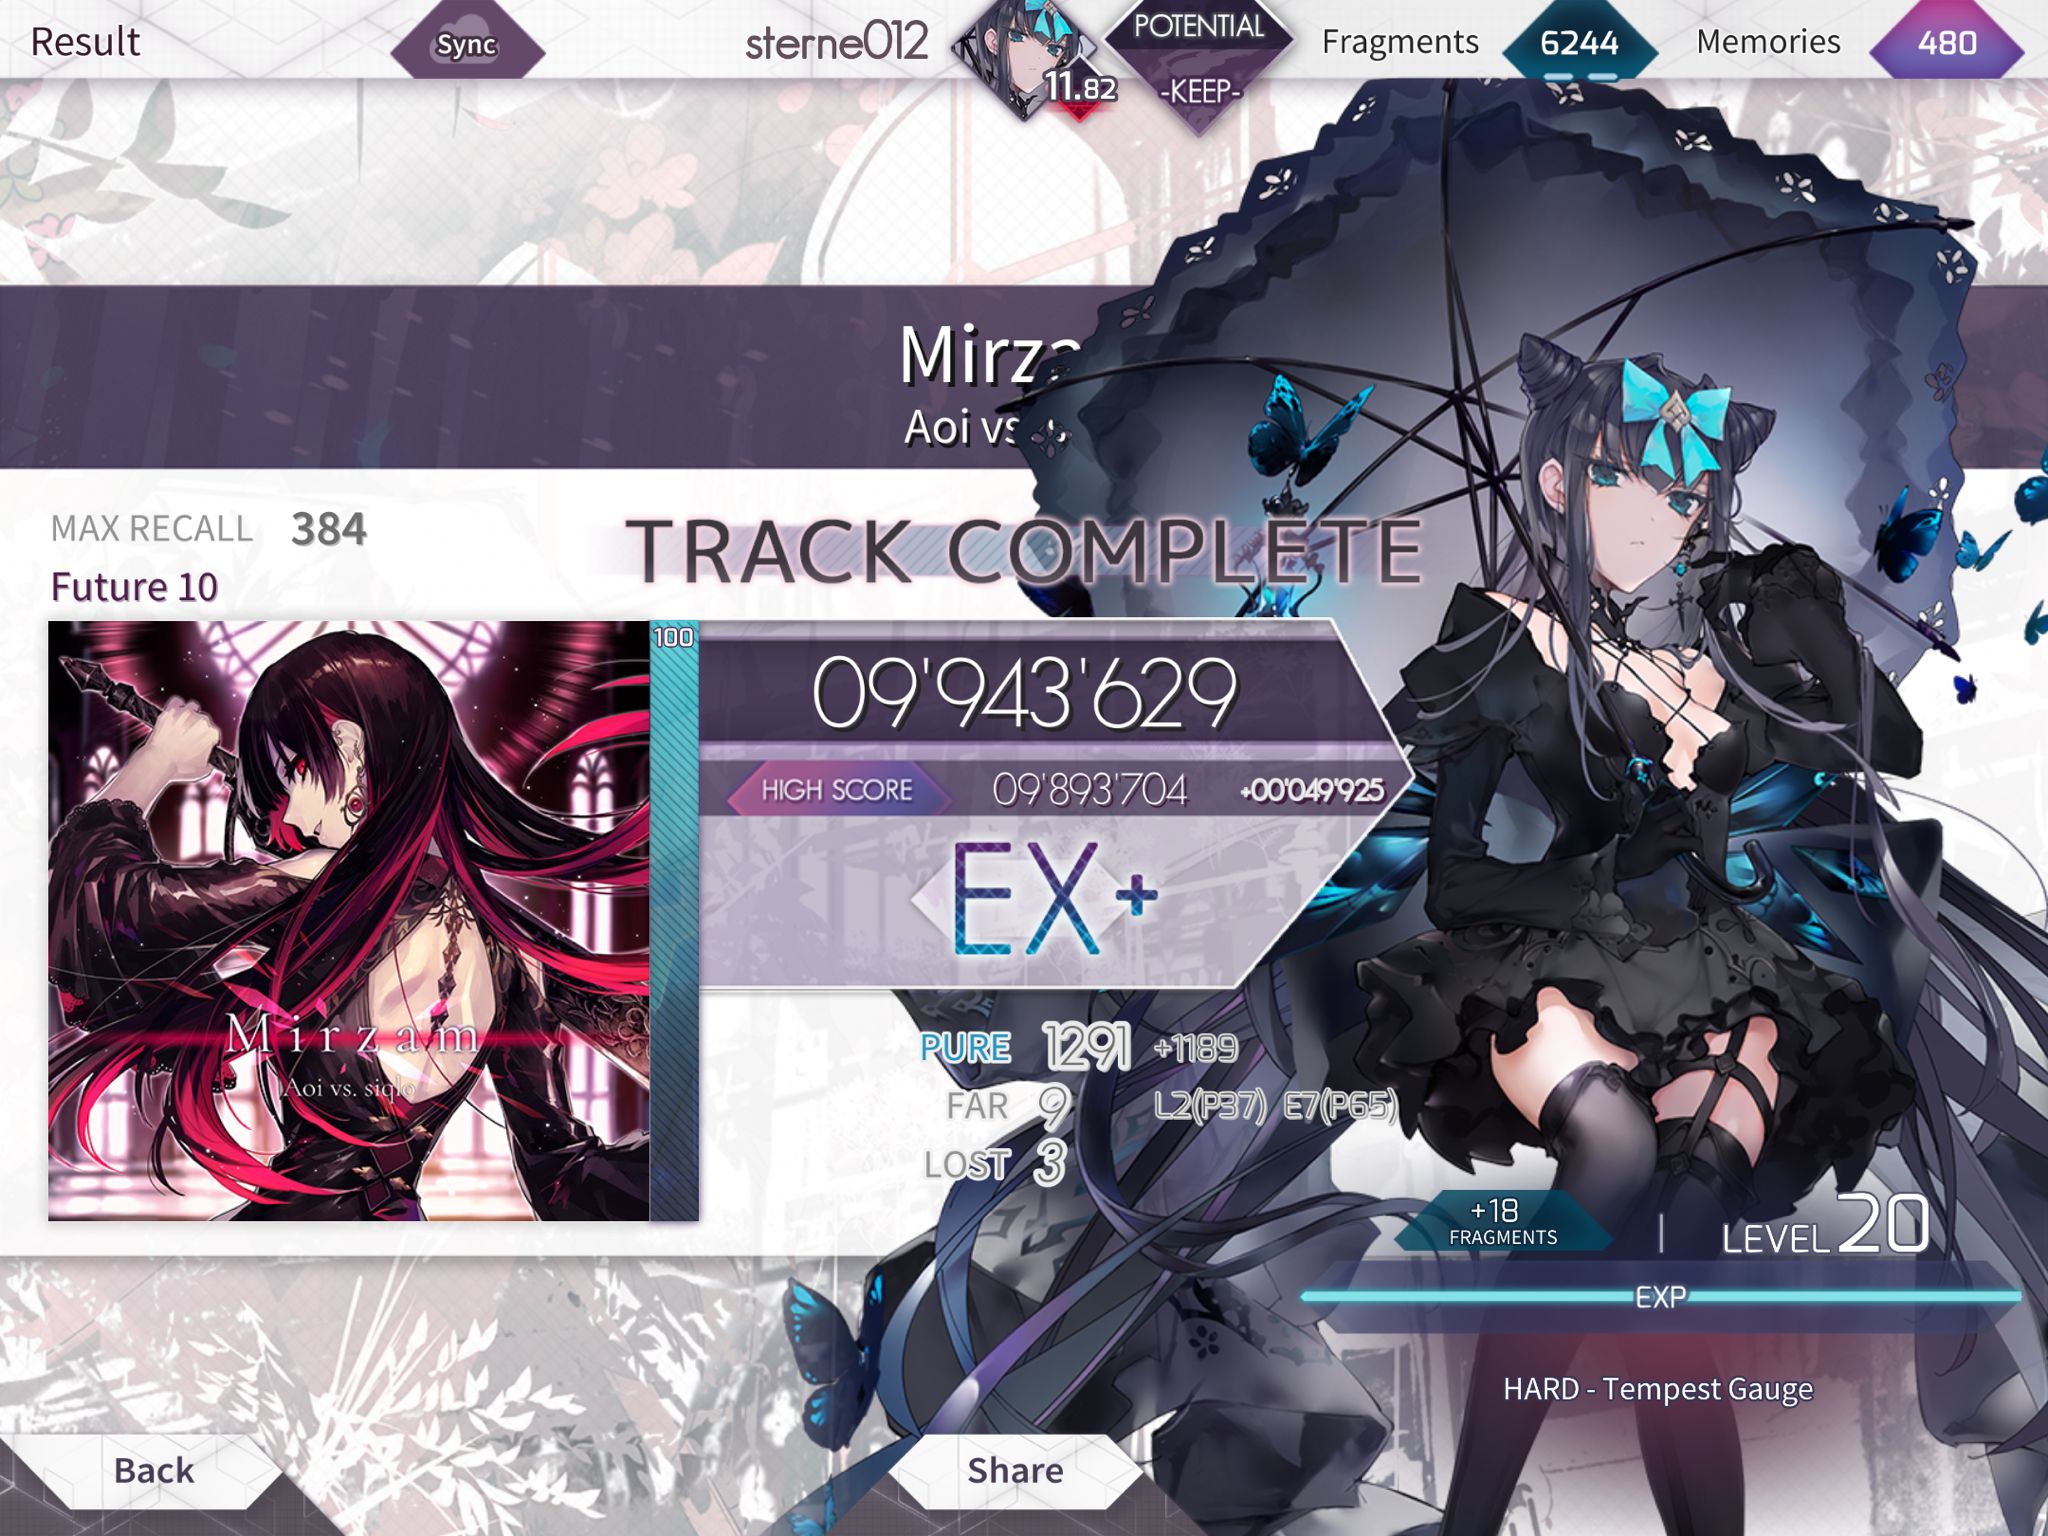 Result
Sync
sterne012
11.82
POTENTIAL
-KEEP-
Fragments
6244
Memories
480
Mirza
Aoi vs
MAX RECALL 384
TRACK COMPLETE
Future 10
100
09'943'629
HIGH SCORE 09'893'704 +00'049'925
EX+
Mirzam
Aoi vs. siqlo
PURE 1291 +1189
FAR 9 L2(P37) E7(P65)
LOST 3
+18
FRAGMENTS
LEVEL 20
EXP
HARD - Tempest Gauge
Back
Share